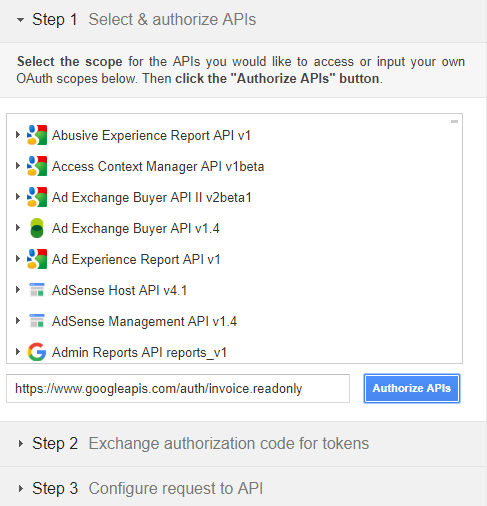 Step 1 Select & authorize APIs
Select the scope for the APIs you would like to access or input your own
OAuth scopes below. Then click the "Authorize APIs" button.
Abusive Experience Report API v1
Access Context Manager API v1beta
Ad Exchange Buyer API II v2beta1
Ad Exchange Buyer API v1.4
Ad Experience Report API v1
AdSense Host API v4.1
AdSense Management API v1.4
Admin Reports API reports_v1
https://www.googleapis.com/auth/invoice.readonly Authorize APIs
Step 2 Exchange authorization code for tokens
Step 3 Configure request to API